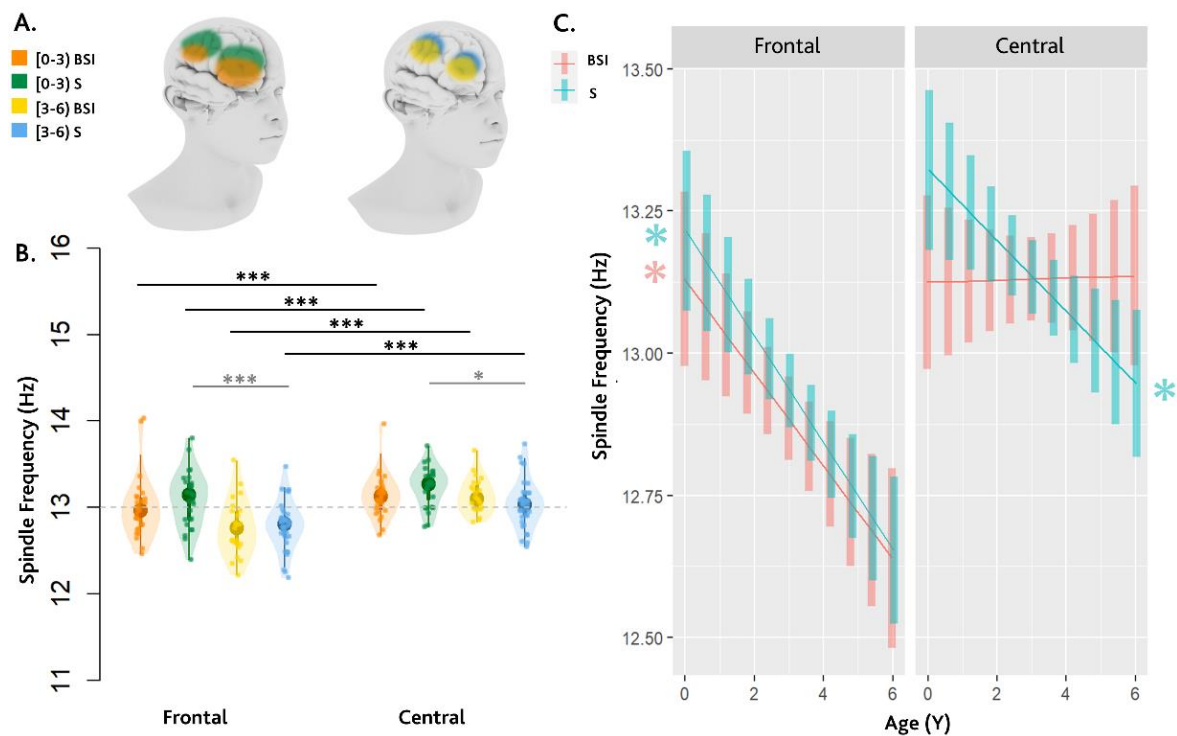 A.
[0-3) BSI
[0-3) S
[3-6) BSI
[3-6) S
B.
Spindle Frequency (Hz)
16
15
14
13
12
11
***
***
***
***
***
*
Frontal
Central
C.
BSI
S
Frontal
Central
Spindle Frequency (Hz)
13.50
13.25
13.00
12.75
12.50
*
*
*
0 2 4 6 0 2 4 6
Age (Y)